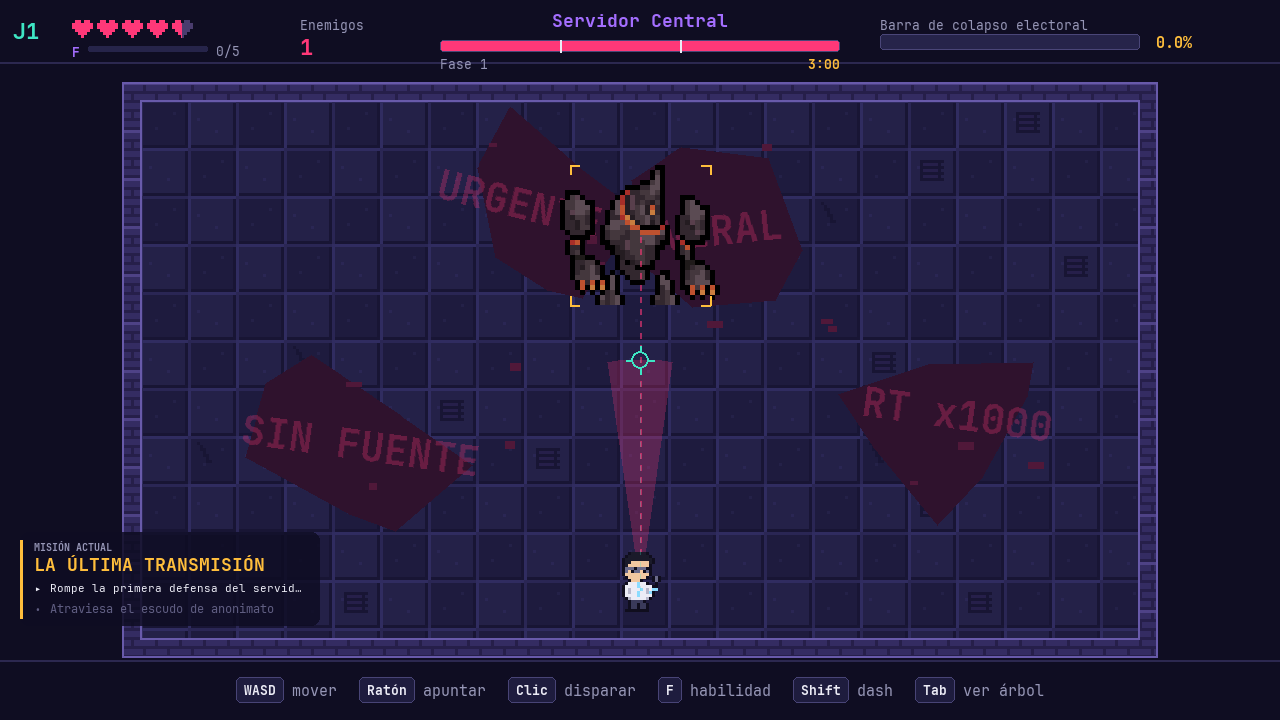 J1
F
0/5
Enemigos
1
Servidor Central
Fase 1
3:00
Barra de colapso electoral
0.0%
SIN FUENTE
RT x1000
MISIÓN ACTUAL
LA ÚLTIMA TRANSMISIÓN
▸ Rompe la primera defensa del servid…
• Atraviesa el escudo de anonimato
WASD mover
Ratón apuntar
Clic disparar
F habilidad
Shift dash
Tab ver árbol